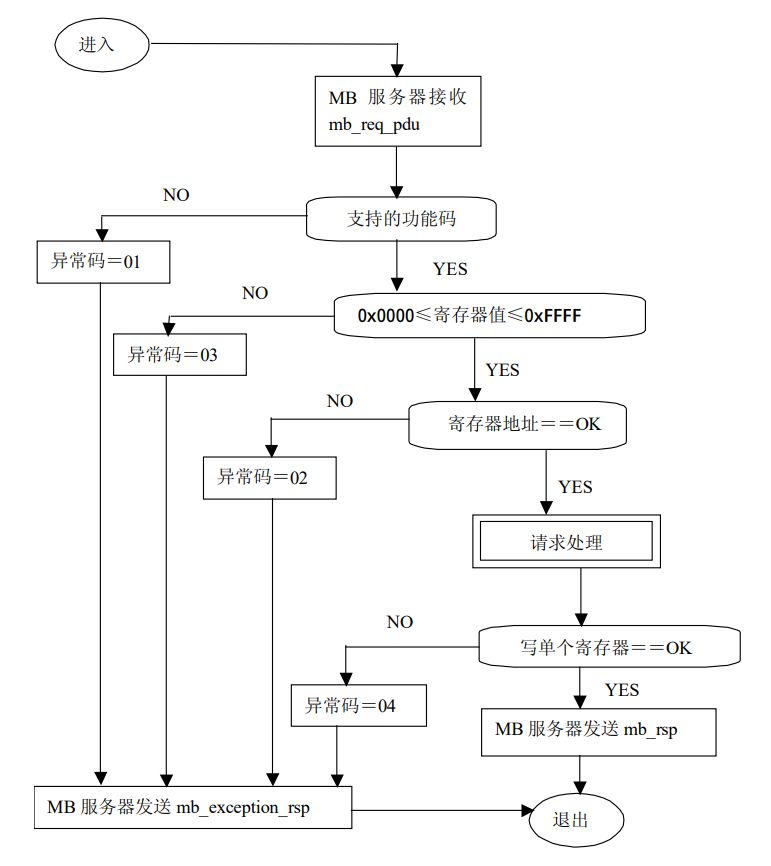 进入
MB 服务器接收
mb_req_pdu
NO
支持的功能码
异常码＝01
YES
NO
0x0000≤寄存器值≤0xFFFF
异常码＝03
YES
NO
寄存器地址＝＝OK
异常码＝02
YES
请求处理
NO
写单个寄存器＝＝OK
异常码＝04
YES
MB 服务器发送 mb_rsp
MB 服务器发送 mb_exception_rsp
退出